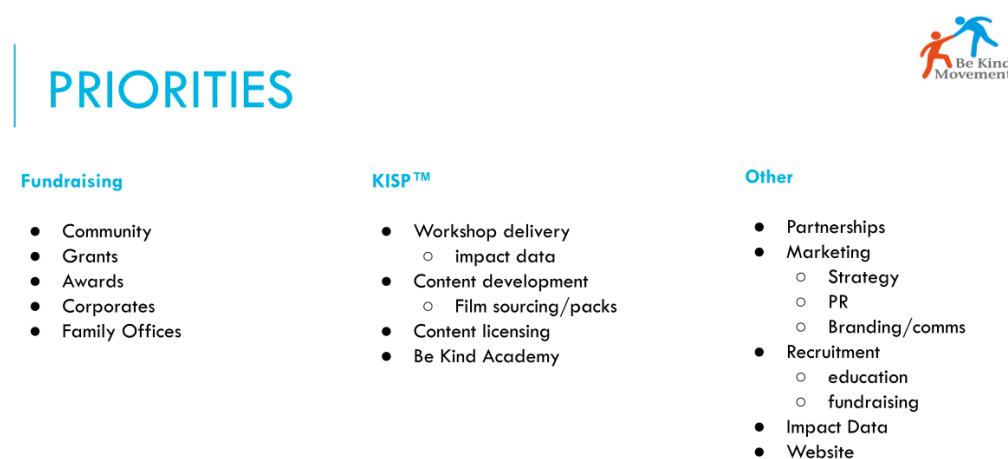 Be Kind
Movement
PRIORITIES
Fundraising
● Community
● Grants
● Awards
● Corporates
● Family Offices
KISP™
● Workshop delivery
○ impact data
● Content development
○ Film sourcing/packs
● Content licensing
● Be Kind Academy
Other
● Partnerships
● Marketing
○ Strategy
○ PR
○ Branding/comms
● Recruitment
○ education
○ fundraising
● Impact Data
● Website